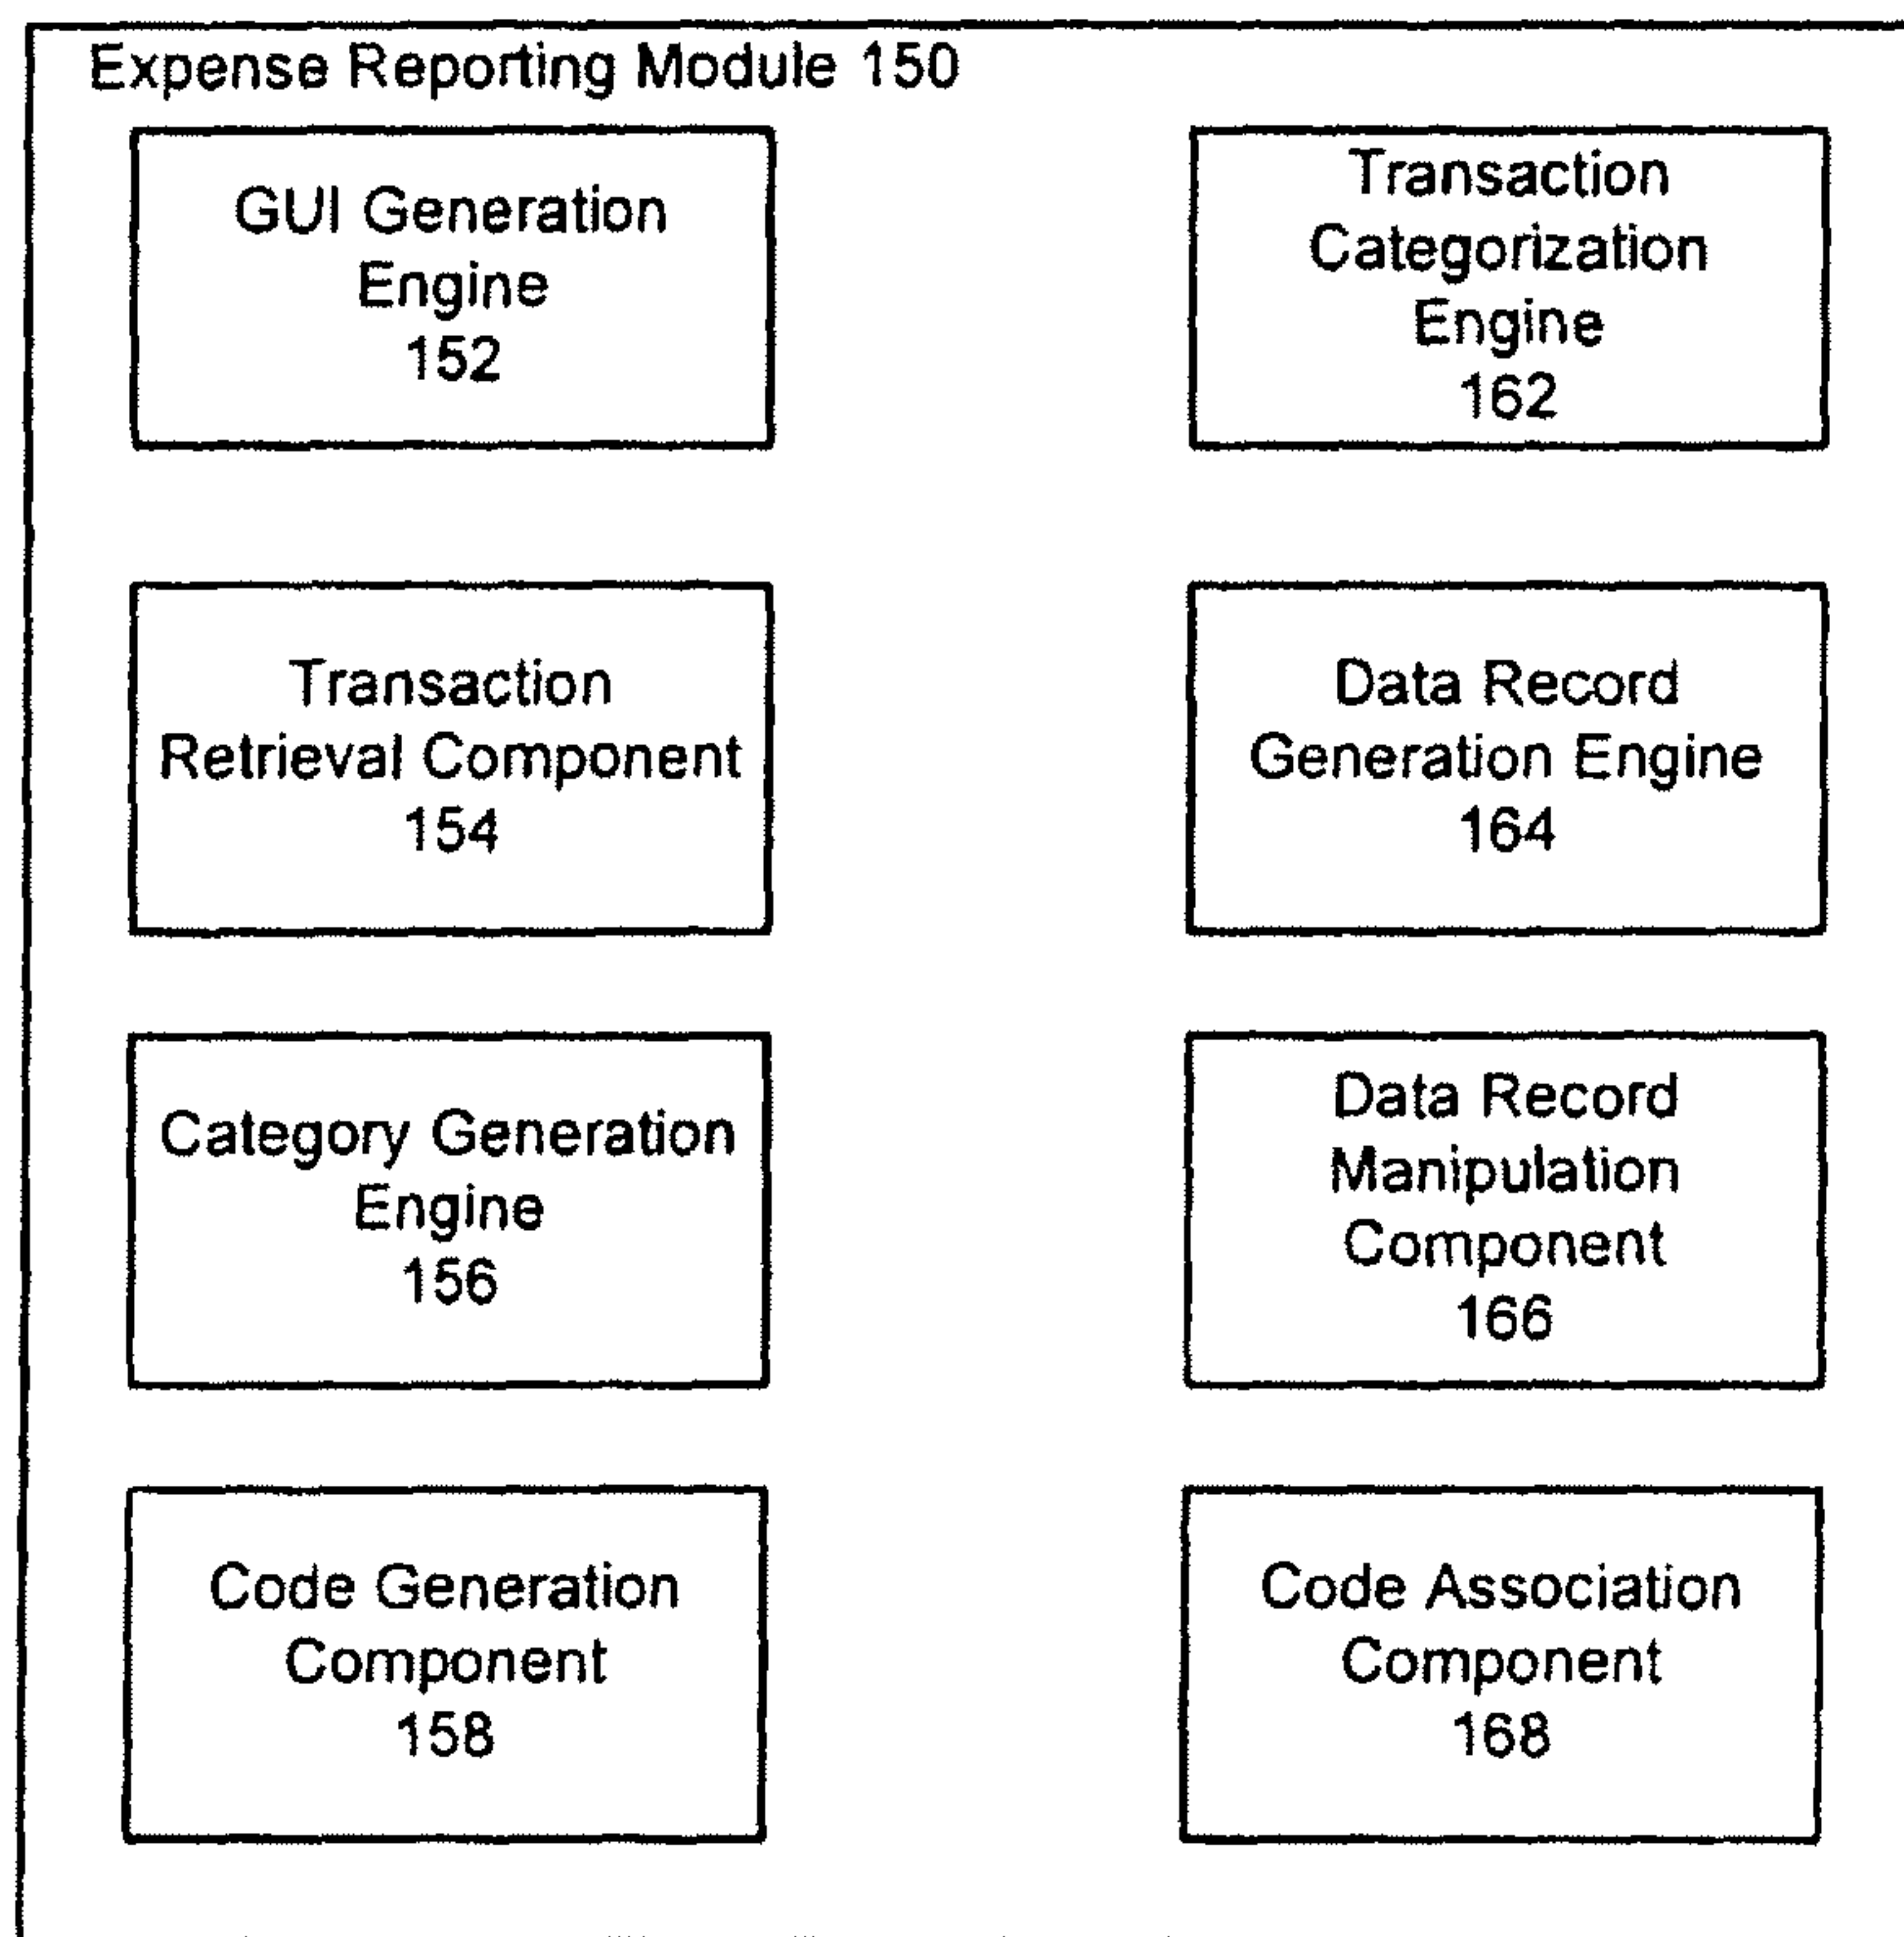 Expense Reporting Module 150
GUI Generation
Engine
152
Transaction
Categorization
Engine
162
Transaction
Retrieval Component
154
Data Record
Generation Engine
164
Category Generation
Engine
156
Data Record
Manipulation
Component
166
Code Generation
Component
158
Code Association
Component
168